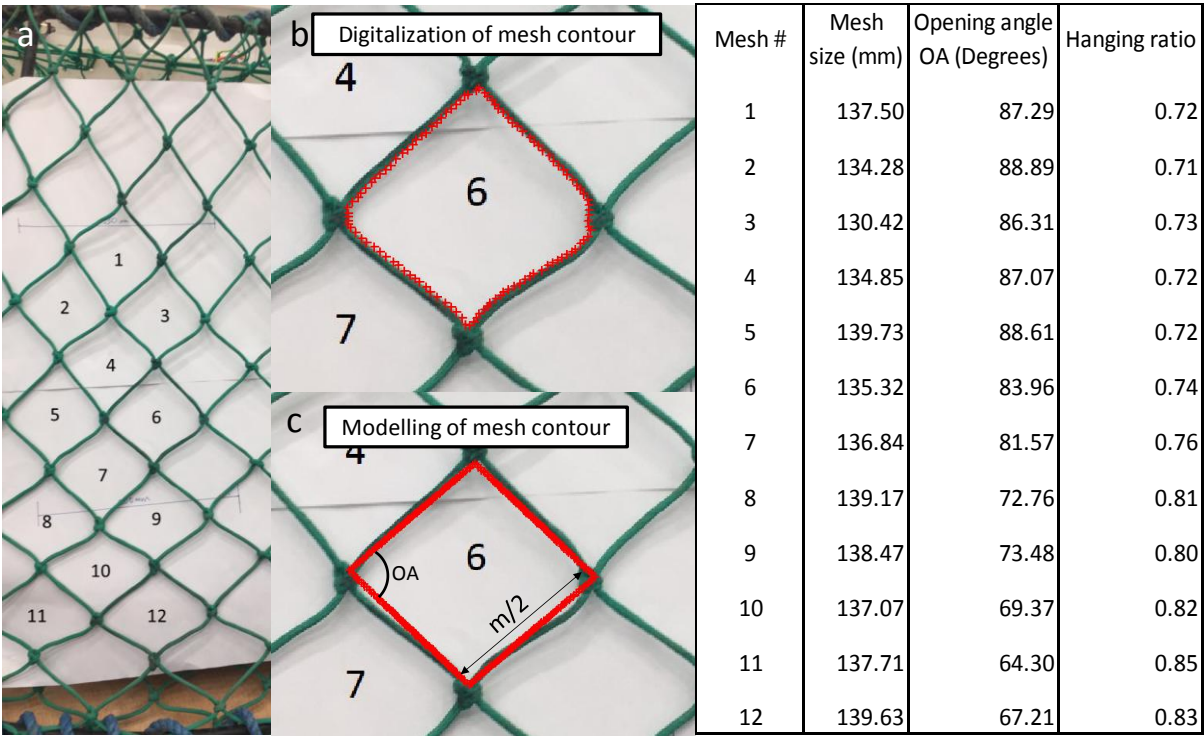 a
1
2
3
4
5
6
7
8
9
10
11
12
b
Digitalization of mesh contour
4
6
7
c
Modelling of mesh contour
4
6
OA
m/2
7
Mesh # Mesh size (mm) Opening angle OA (Degrees) Hanging ratio
1 137.50 87.29 0.72
2 134.28 88.89 0.71
3 130.42 86.31 0.73
4 134.85 87.07 0.72
5 139.73 88.61 0.72
6 135.32 83.96 0.74
7 136.84 81.57 0.76
8 139.17 72.76 0.81
9 138.47 73.48 0.80
10 137.07 69.37 0.82
11 137.71 64.30 0.85
12 139.63 67.21 0.83